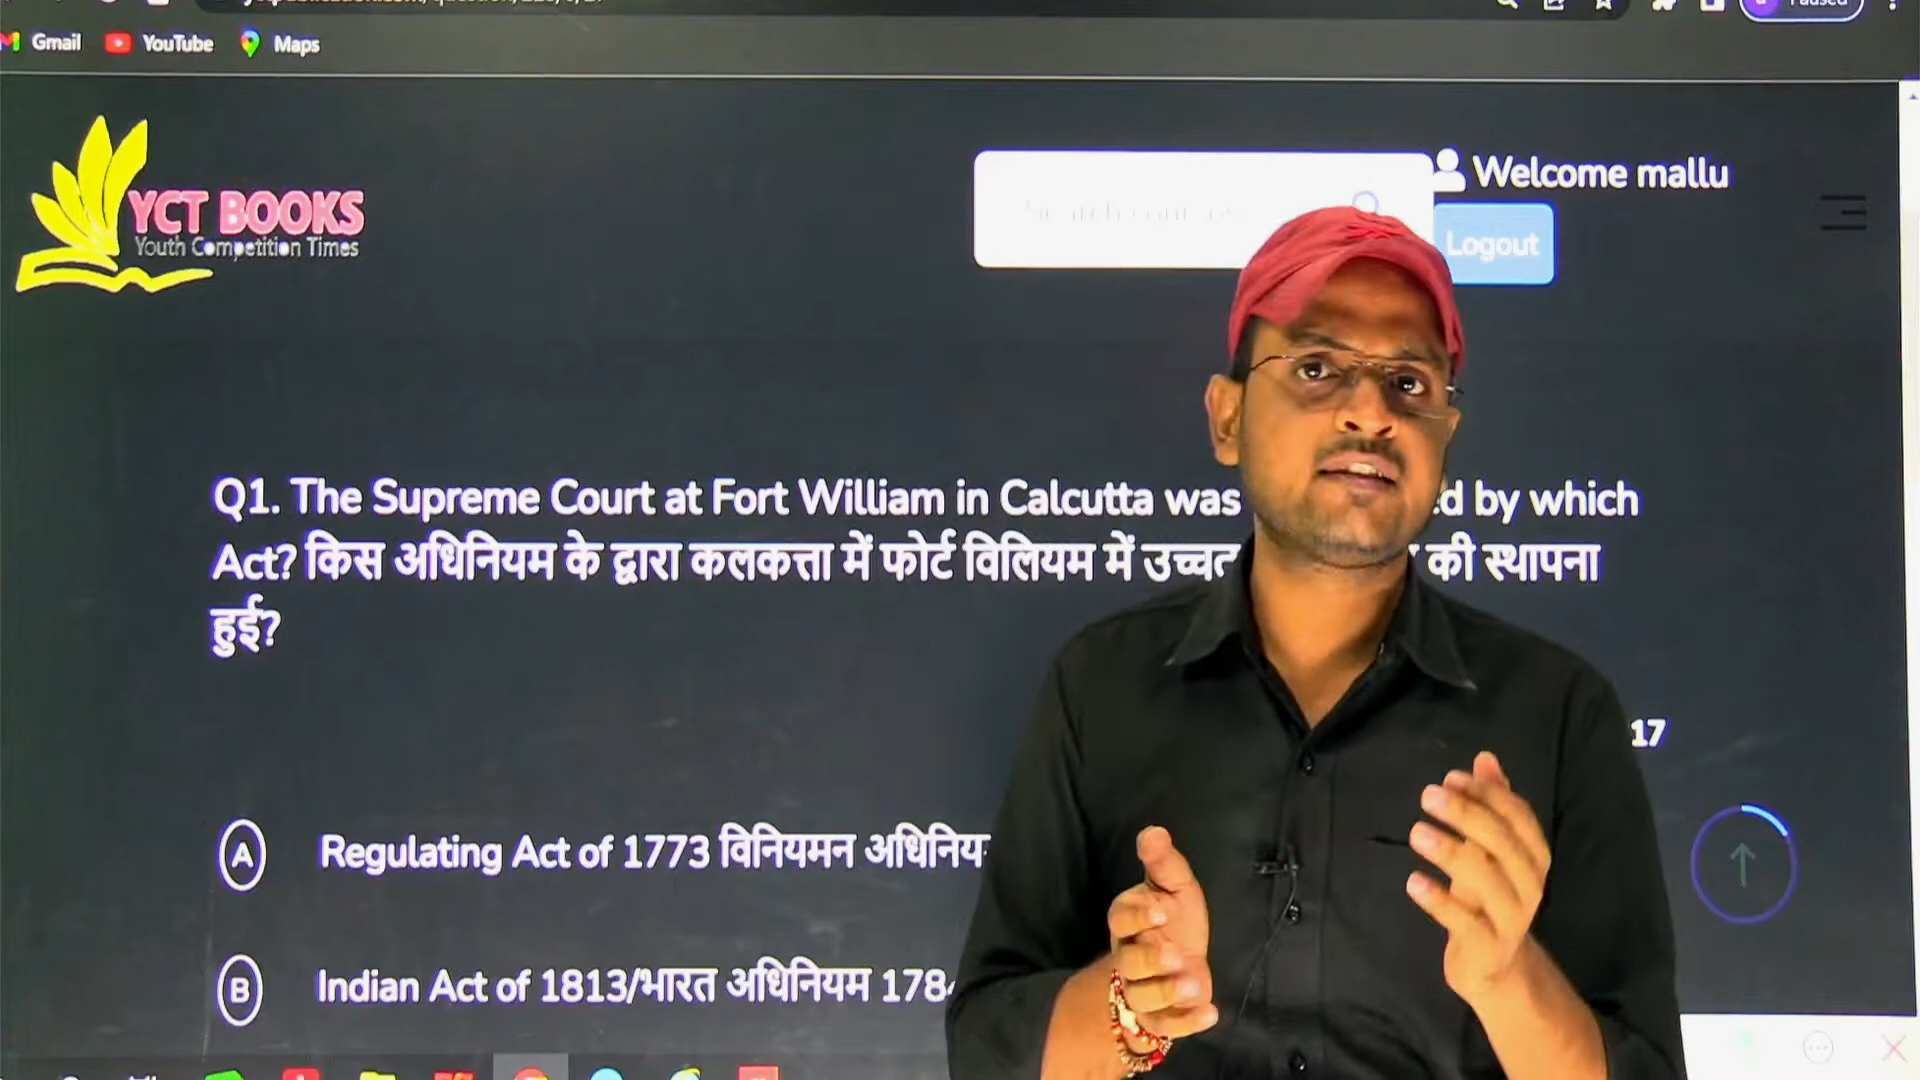 Gmail YouTube Maps
YCT BOOKS
Youth Competition Times
Welcome mallu
Logout
Q1. The Supreme Court at Fort William in Calcutta was by which
Act? किस अधिनियम के द्वारा कलकत्ता में फोर्ट विलियम में की स्थापना
हुई?
17
A Regulating Act of 1773 विनियमन
B Indian Act of 1813/भारत अधिनियम